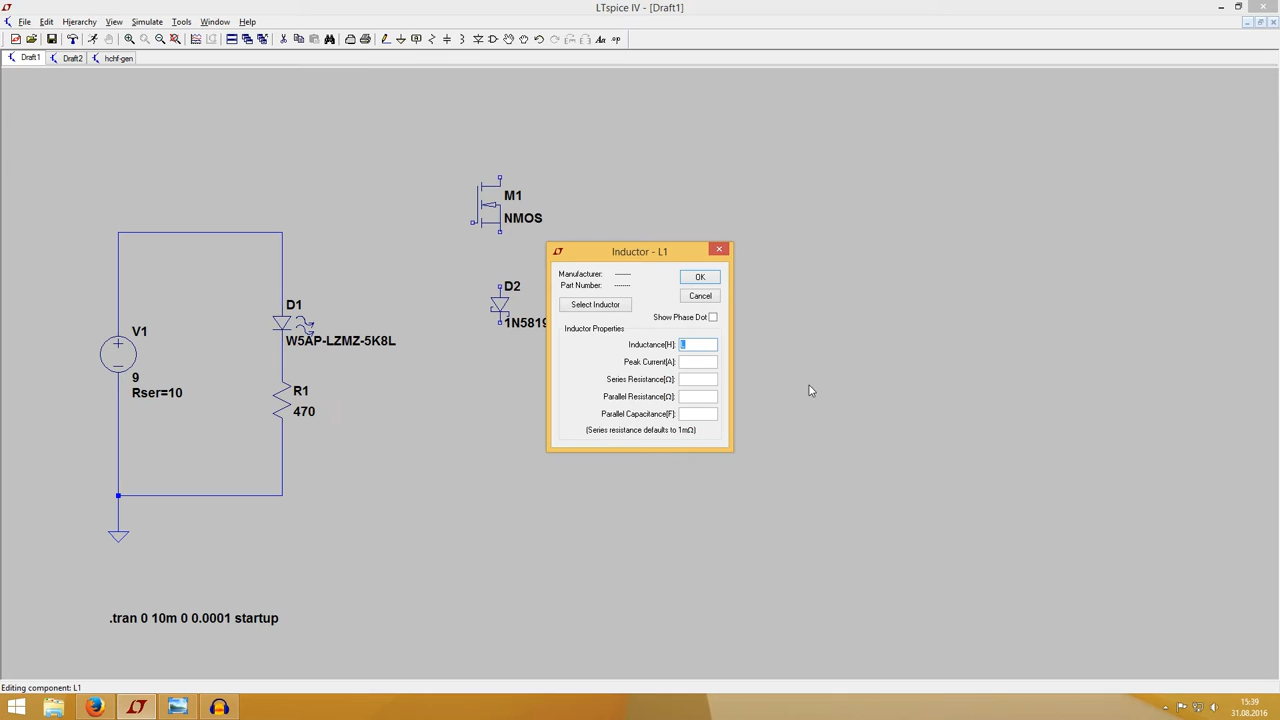 LTspice IV - [Draft1]
File Edit Hierarchy View Simulate Tools Window Help
Draft1 Draft2 hchf-gen
M1
NMOS
Inductor - L1
Manufacturer: ------
Part Number: --------
OK
Cancel
Select Inductor
Show Phase Dot
Inductor Properties
Inductance[H]: L
Peak Current[A]:
Series Resistance[Ω]:
Parallel Resistance[Ω]:
Parallel Capacitance[F]:
(Series resistance defaults to 1mΩ)
D2
1N5819
D1
W5AP-LZMZ-5K8L
V1
9
Rser=10
R1
470
.tran 0 10m 0 0.0001 startup
Editing component: L1
15:39
31.08.2016